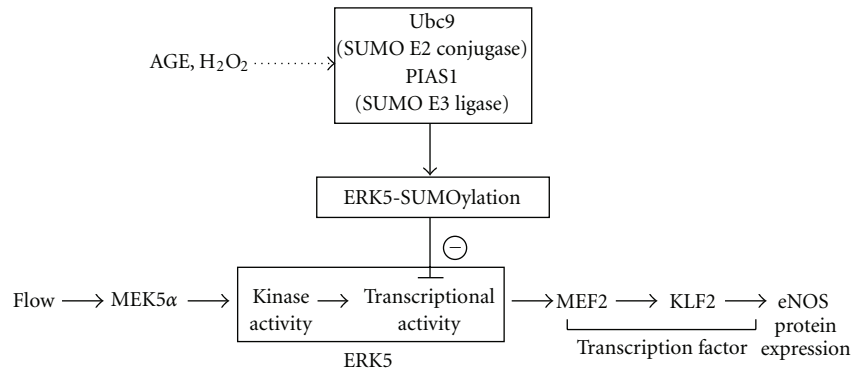 Ubc9
(SUMO E2 conjugase)
PIAS1
(SUMO E3 ligase)
AGE, H₂O₂
ERK5-SUMOylation
−
Flow
MEK5α
Kinase
activity
Transcriptional
activity
ERK5
MEF2
KLF2
Transcription factor
eNOS
protein
expression